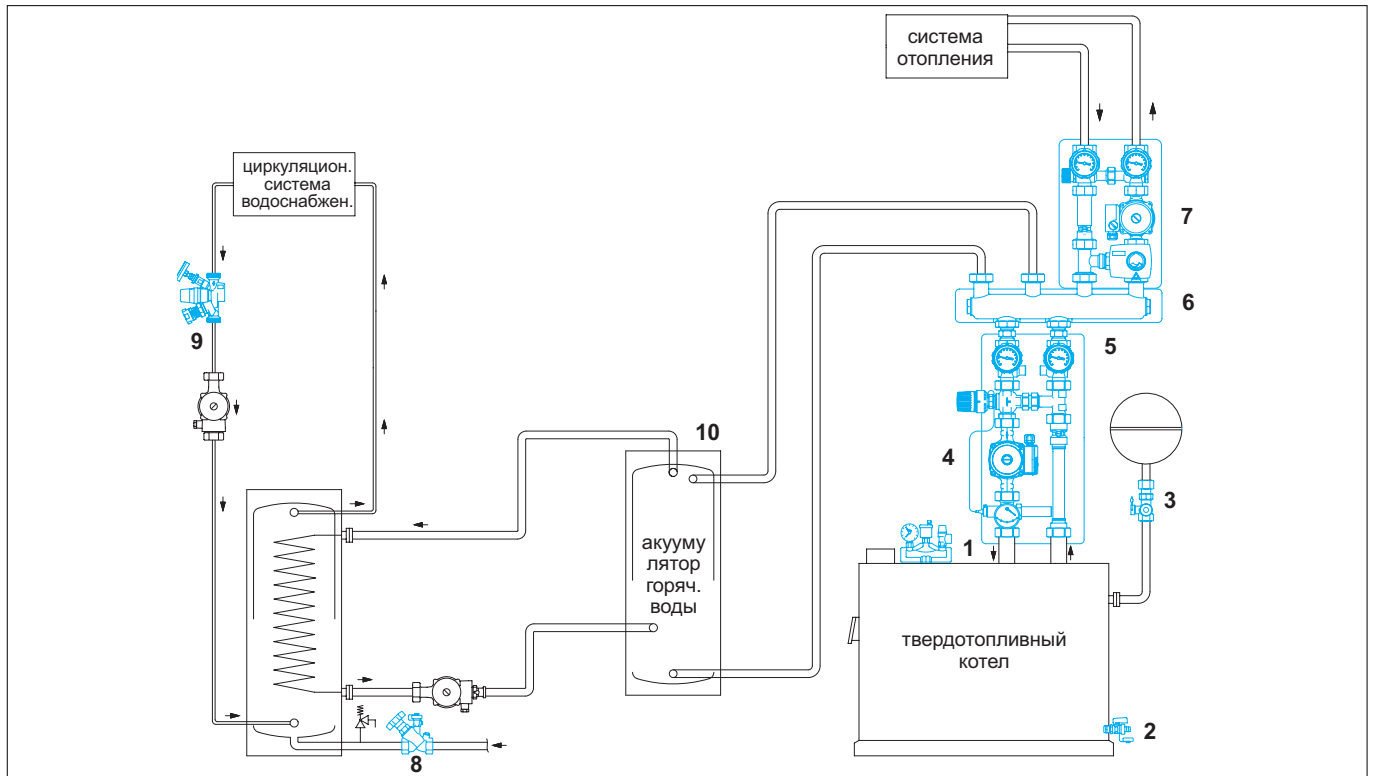 система
отопления
циркуляцион.
система
водоснабжен.
7
6
9
5
10
4
3
1
акууму
лятор
горяч.
воды
твердотопливный
котел
2
8